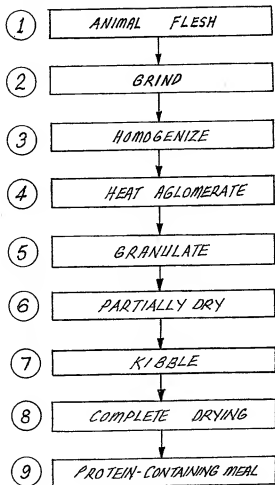 1 ANIMAL FLESH
2 GRIND
3 HOMOGENIZE
4 HEAT AGLOMERATE
5 GRANULATE
6 PARTIALLY DRY
7 KIBBLE
8 COMPLETE DRYING
9 PROTEIN-CONTAINING MEAL